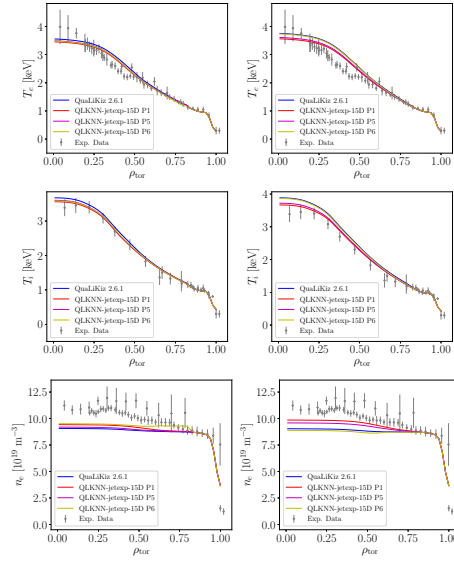 4
3
2
1
0
T_e [keV]
QuaLiKiz 2.6.1
QLKNN-jetexp-15D P1
QLKNN-jetexp-15D P5
QLKNN-jetexp-15D P6
Exp. Data
0.00 0.25 0.50 0.75 1.00
ρ_tor
4
3
2
1
0
T_e [keV]
QuaLiKiz 2.6.1
QLKNN-jetexp-15D P1
QLKNN-jetexp-15D P5
QLKNN-jetexp-15D P6
Exp. Data
0.00 0.25 0.50 0.75 1.00
ρ_tor
3
2
1
0
T_i [keV]
QuaLiKiz 2.6.1
QLKNN-jetexp-15D P1
QLKNN-jetexp-15D P5
QLKNN-jetexp-15D P6
Exp. Data
0.00 0.25 0.50 0.75 1.00
ρ_tor
4
3
2
1
0
T_i [keV]
QuaLiKiz 2.6.1
QLKNN-jetexp-15D P1
QLKNN-jetexp-15D P5
QLKNN-jetexp-15D P6
Exp. Data
0.00 0.25 0.50 0.75 1.00
ρ_tor
12.5
10.0
7.5
5.0
2.5
0.0
n_e [10^19 m^−3]
QuaLiKiz 2.6.1
QLKNN-jetexp-15D P1
QLKNN-jetexp-15D P5
QLKNN-jetexp-15D P6
Exp. Data
0.00 0.25 0.50 0.75 1.00
ρ_tor
12.5
10.0
7.5
5.0
2.5
0.0
n_e [10^19 m^−3]
QuaLiKiz 2.6.1
QLKNN-jetexp-15D P1
QLKNN-jetexp-15D P5
QLKNN-jetexp-15D P6
Exp. Data
0.00 0.25 0.50 0.75 1.00
ρ_tor